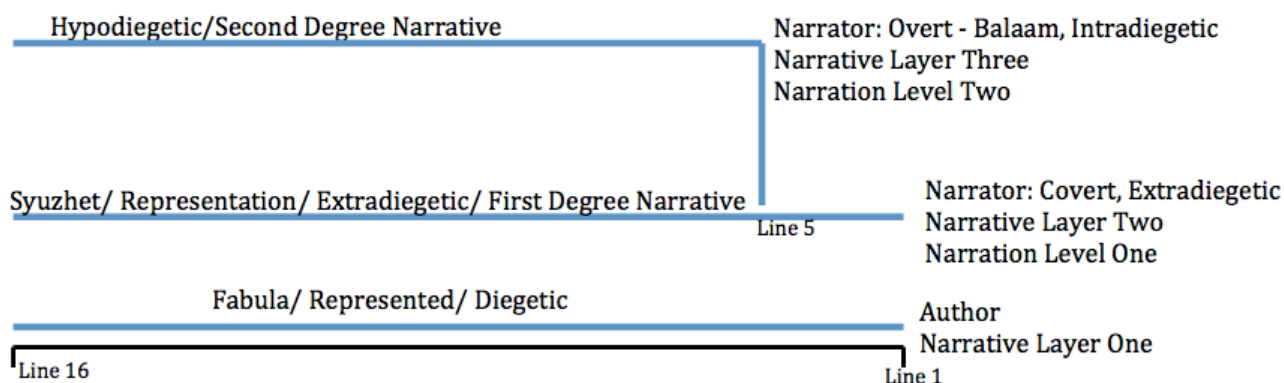 Hypodiegetic/Second Degree Narrative
Narrator: Overt - Balaam, Intradiegetic
Narrative Layer Three
Narration Level Two
Syuzhet/ Representation/ Extradiegetic/ First Degree Narrative
Line 5
Narrator: Covert, Extradiegetic
Narrative Layer Two
Narration Level One
Fabula/ Represented/ Diegetic
Author
Narrative Layer One
Line 16
Line 1